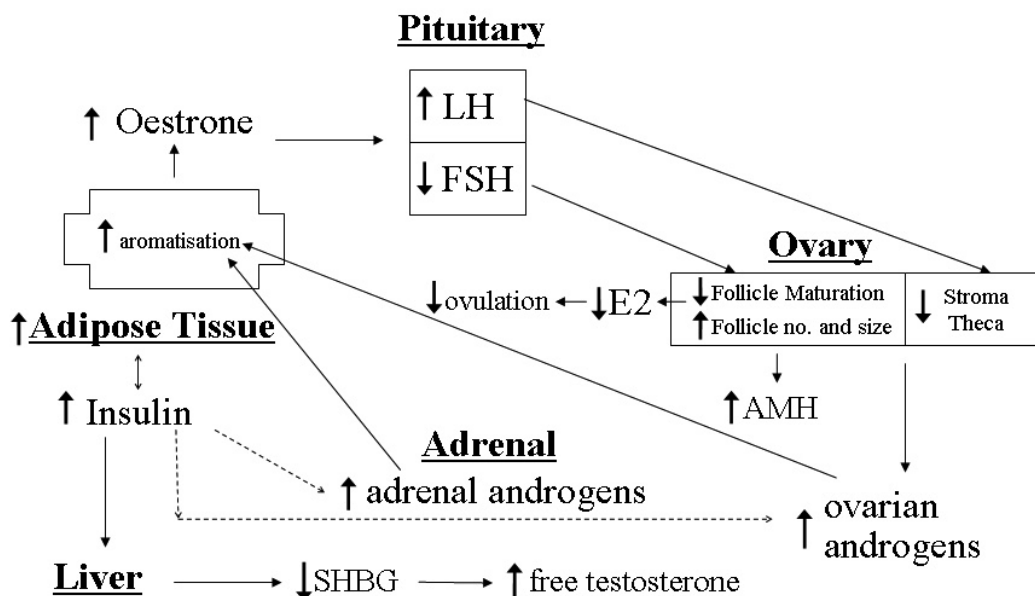 Pituitary
↑ LH
↑ Oestrone
↓ FSH
↑ aromatisation
Ovary
↓ ovulation
↓ E2
↓ Follicle Maturation
↑ Follicle no. and size
↓ Stroma
Theca
↑ Adipose Tissue
↑ Insulin
↑ AMH
Adrenal
↑ adrenal androgens
↑ ovarian
androgens
Liver
↓ SHBG
↑ free testosterone